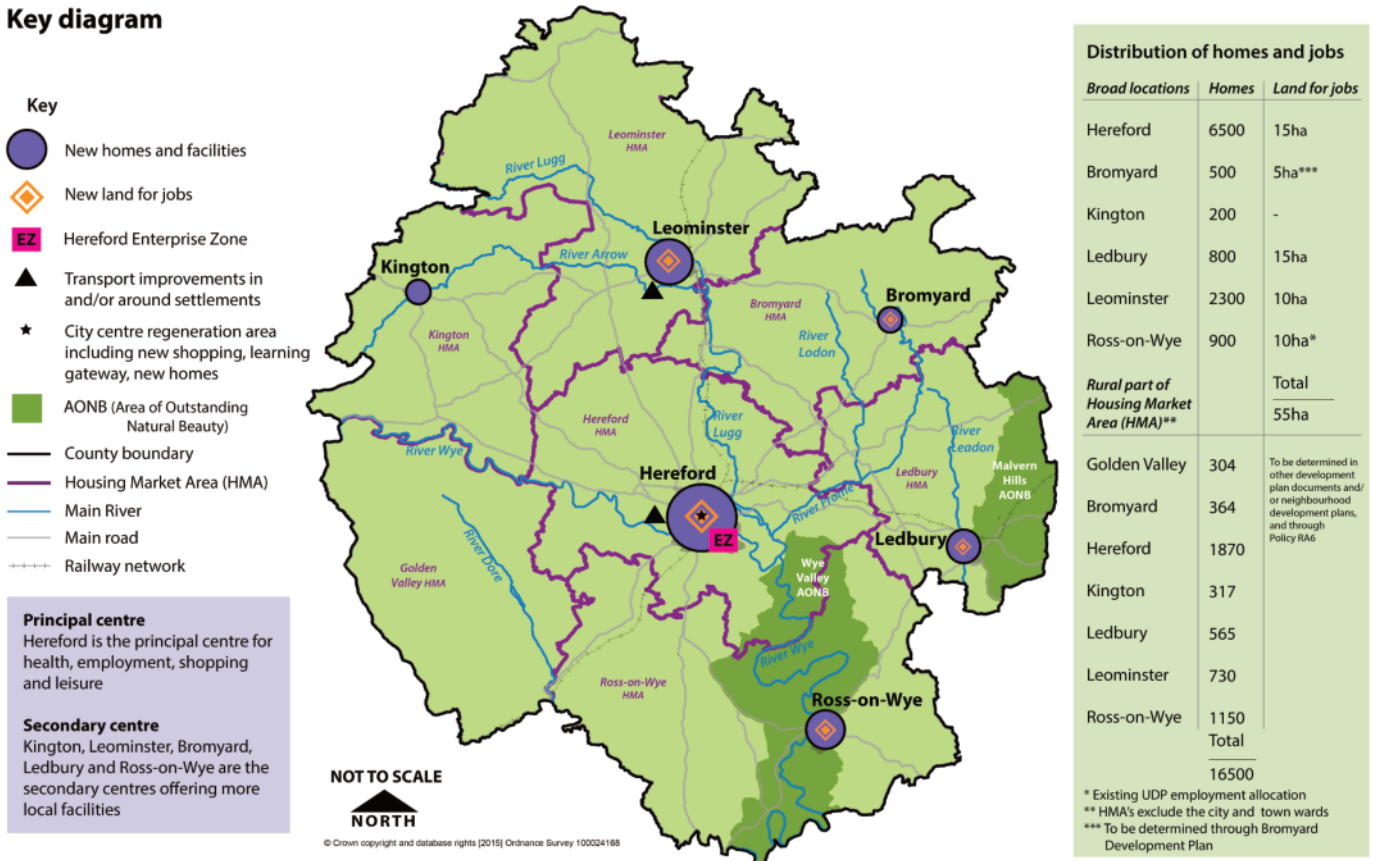 Key diagram
Key
New homes and facilities
New land for jobs
EZ
Hereford Enterprise Zone
Transport improvements in
and/or around settlements
City centre regeneration area
including new shopping, learning
gateway, new homes
AONB (Area of Outstanding
Natural Beauty)
County boundary
Housing Market Area (HMA)
Main River
Main road
Railway network
Principal centre
Hereford is the principal centre for
health, employment, shopping
and leisure
Secondary centre
Kington, Leominster, Bromyard,
Ledbury and Ross-on-Wye are the
secondary centres offering more
local facilities
Leominster
HMA
River Lugg
Leominster
River Arrow
Kington
Bromyard
Bromyard
HMA
Kington
HMA
River
Lodon
Hereford
HMA
River
Lugg
River
Leadon
River Wye
Malvern
Hills
AONB
Hereford
Ledbury
HMA
River Frome
EZ
Ledbury
River Dore
Wye
Valley
AONB
Golden
Valley HMA
River Wye
Ross-on-Wye
HMA
Ross-on-Wye
NOT TO SCALE
NORTH
© Crown copyright and database rights [2015] Ordnance Survey 100024168
Distribution of homes and jobs
Broad locations Homes Land for jobs
Hereford 6500 15ha
Bromyard 500 5ha***
Kington 200 -
Ledbury 800 15ha
Leominster 2300 10ha
Ross-on-Wye 900 10ha*
Rural part of
Housing Market
Area (HMA)**
Total
55ha
Golden Valley 304
Bromyard 364
Hereford 1870
Kington 317
Ledbury 565
Leominster 730
Ross-on-Wye 1150
To be determined in
other development
plan documents and/
or neighbourhood
development plans,
and through
Policy RA6
Total
16500
* Existing UDP employment allocation
** HMA's exclude the city and town wards
*** To be determined through Bromyard
Development Plan